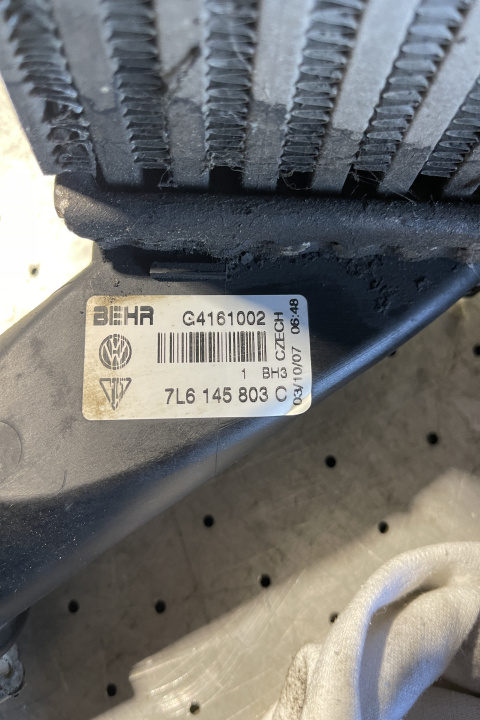 BEHR G4161002
1 BH3
7L6 145 803 C
CZECH
03/10/07 06:48